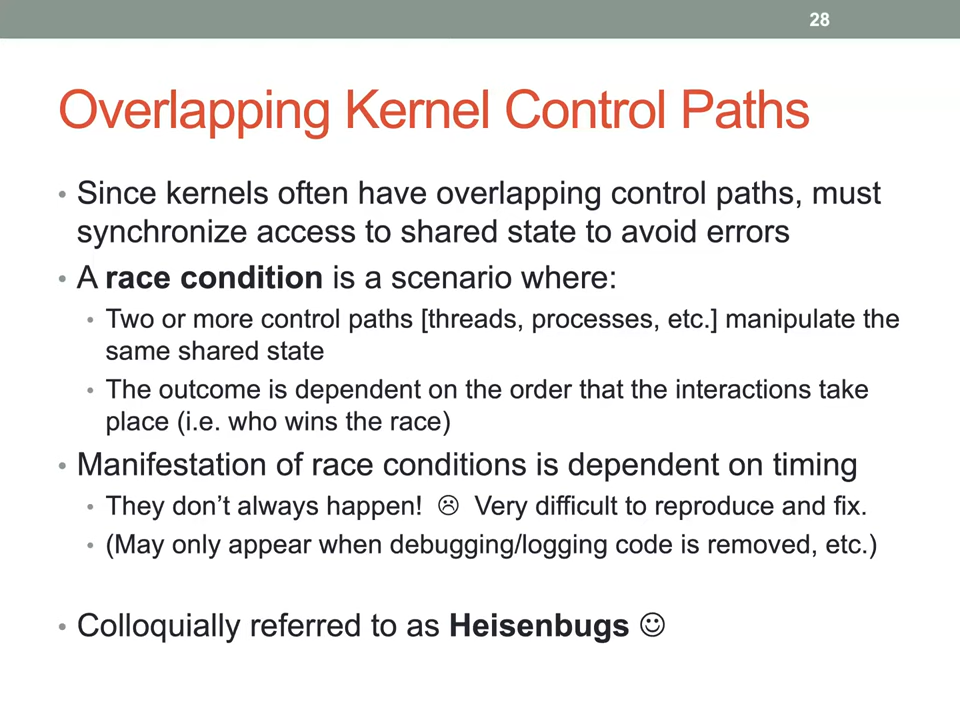 28
Overlapping Kernel Control Paths
• Since kernels often have overlapping control paths, must
synchronize access to shared state to avoid errors
• A race condition is a scenario where:
• Two or more control paths [threads, processes, etc.] manipulate the
same shared state
• The outcome is dependent on the order that the interactions take
place (i.e. who wins the race)
• Manifestation of race conditions is dependent on timing
• They don’t always happen! ☹ Very difficult to reproduce and fix.
• (May only appear when debugging/logging code is removed, etc.)
• Colloquially referred to as Heisenbugs ☺